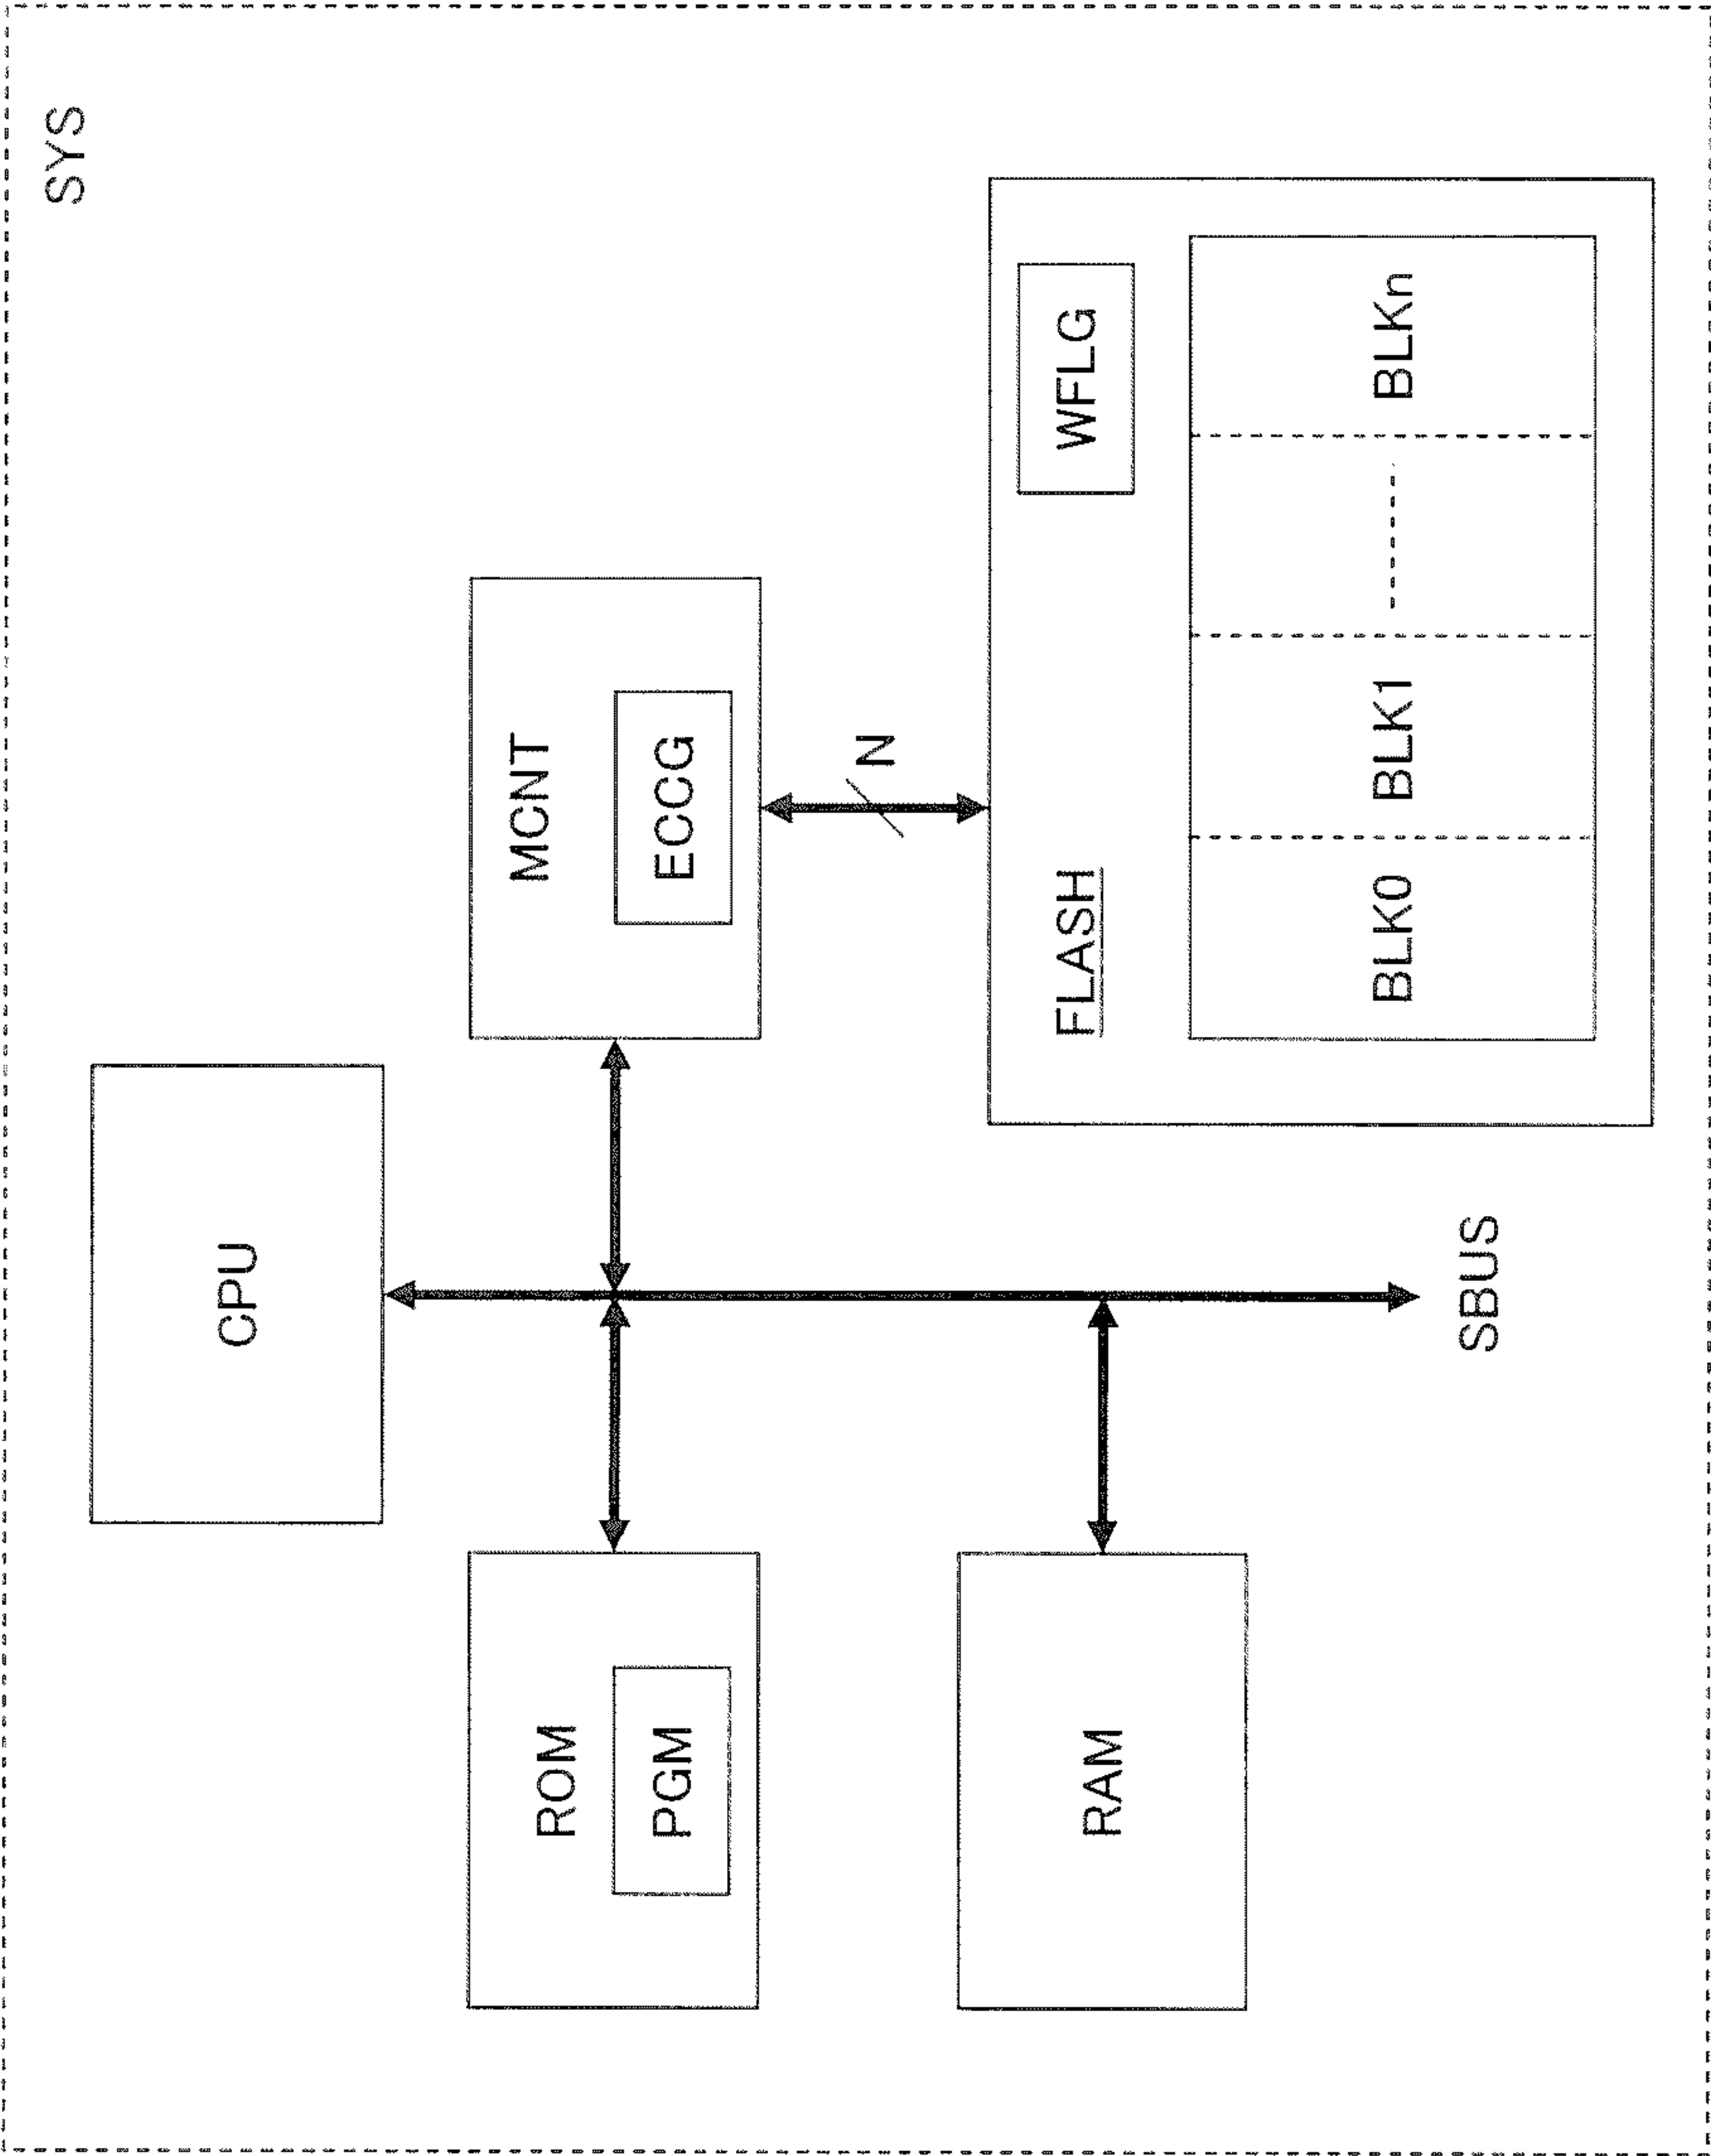 SYS
CPU
ROM
PGM
MCNT
ECCG
N
RAM
FLASH
WFLG
BLK0
BLK1
BLKn
SBUS